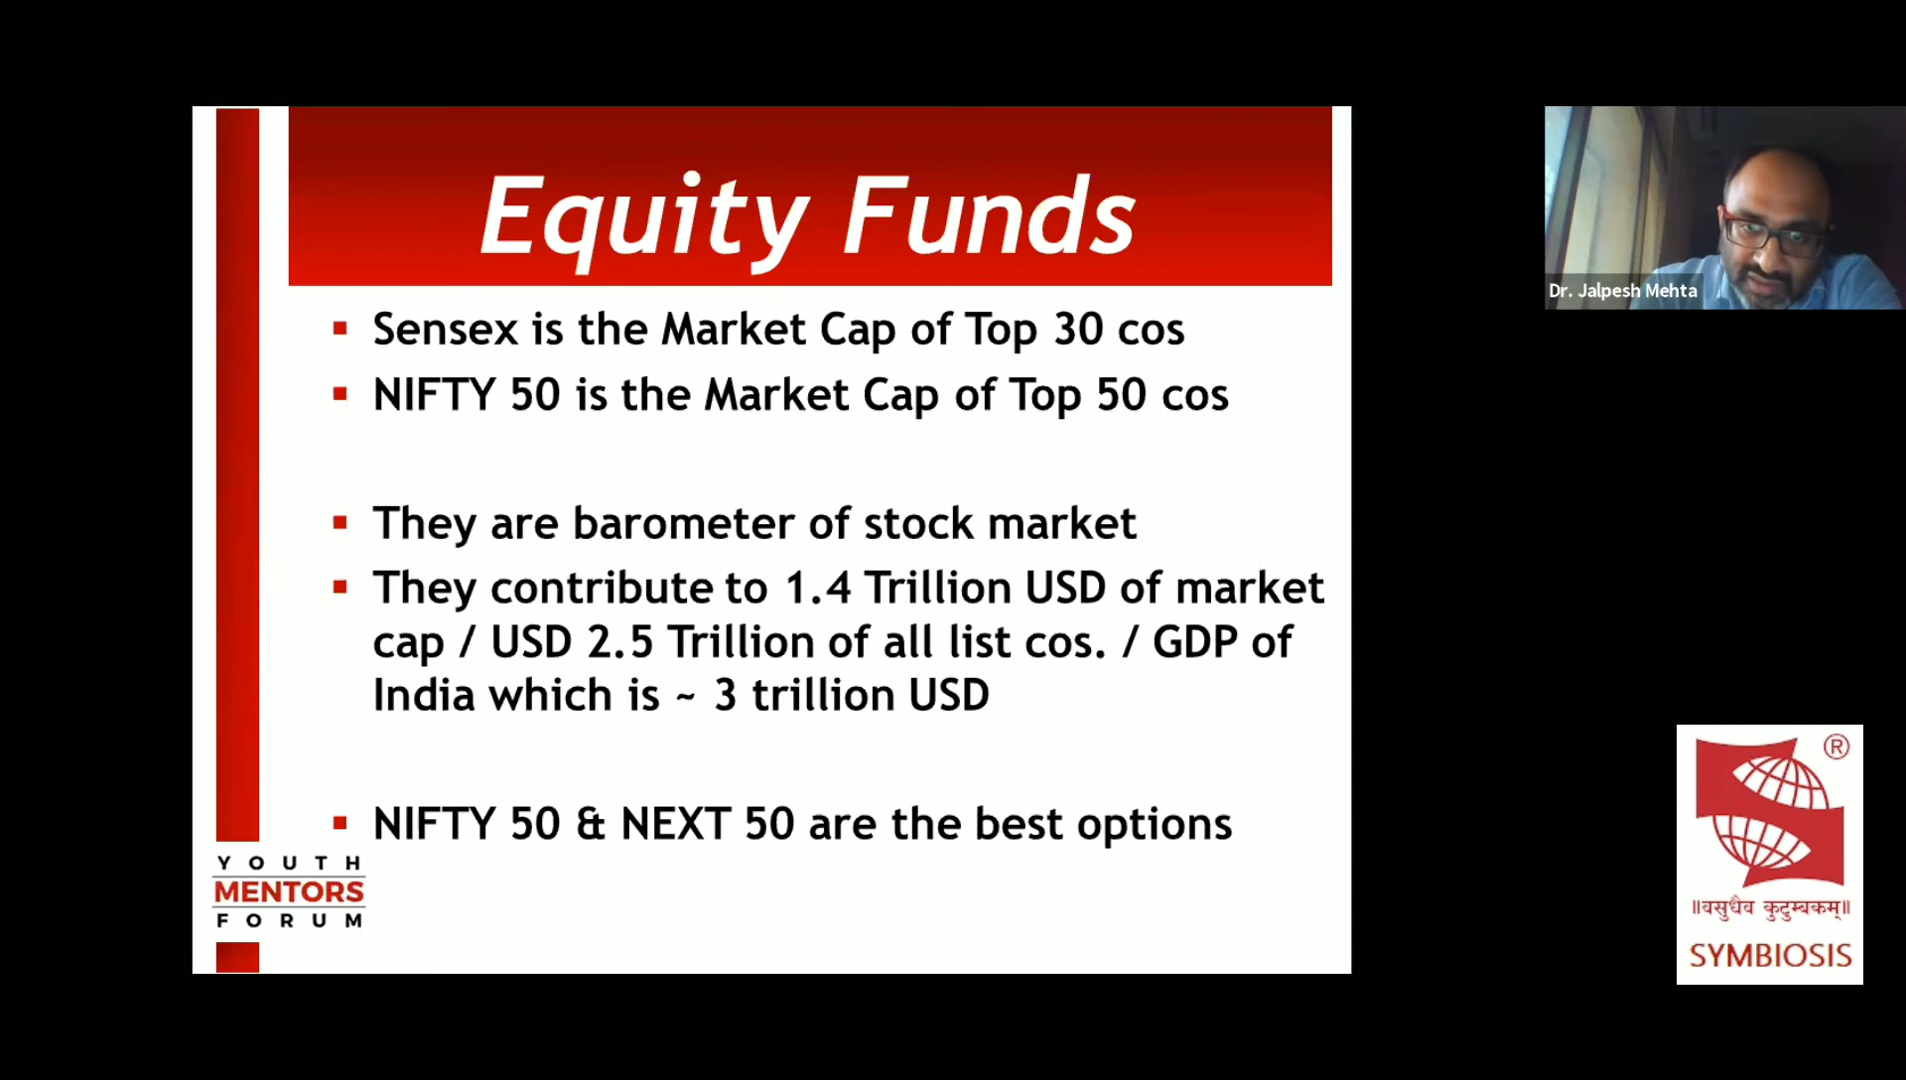 Equity Funds
Sensex is the Market Cap of Top 30 cos
NIFTY 50 is the Market Cap of Top 50 cos
They are barometer of stock market
They contribute to 1.4 Trillion USD of market
cap / USD 2.5 Trillion of all list cos. / GDP of
India which is ~ 3 trillion USD
NIFTY 50 & NEXT 50 are the best options
YOUTH
MENTORS
FORUM
Dr. Jalpesh Mehta
®
॥वसुधैव कुटुम्बकम्॥
SYMBIOSIS